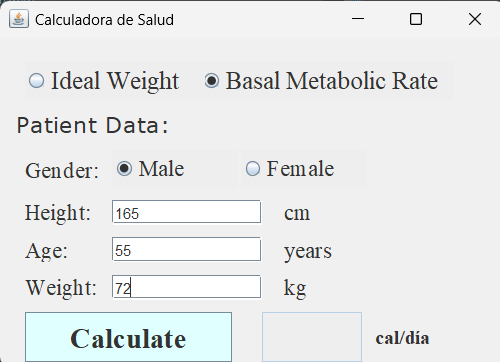 Calculadora de Salud
Ideal Weight Basal Metabolic Rate
Patient Data:
Gender: Male Female
Height: 165 cm
Age: 55 years
Weight: 72 kg
Calculate cal/día